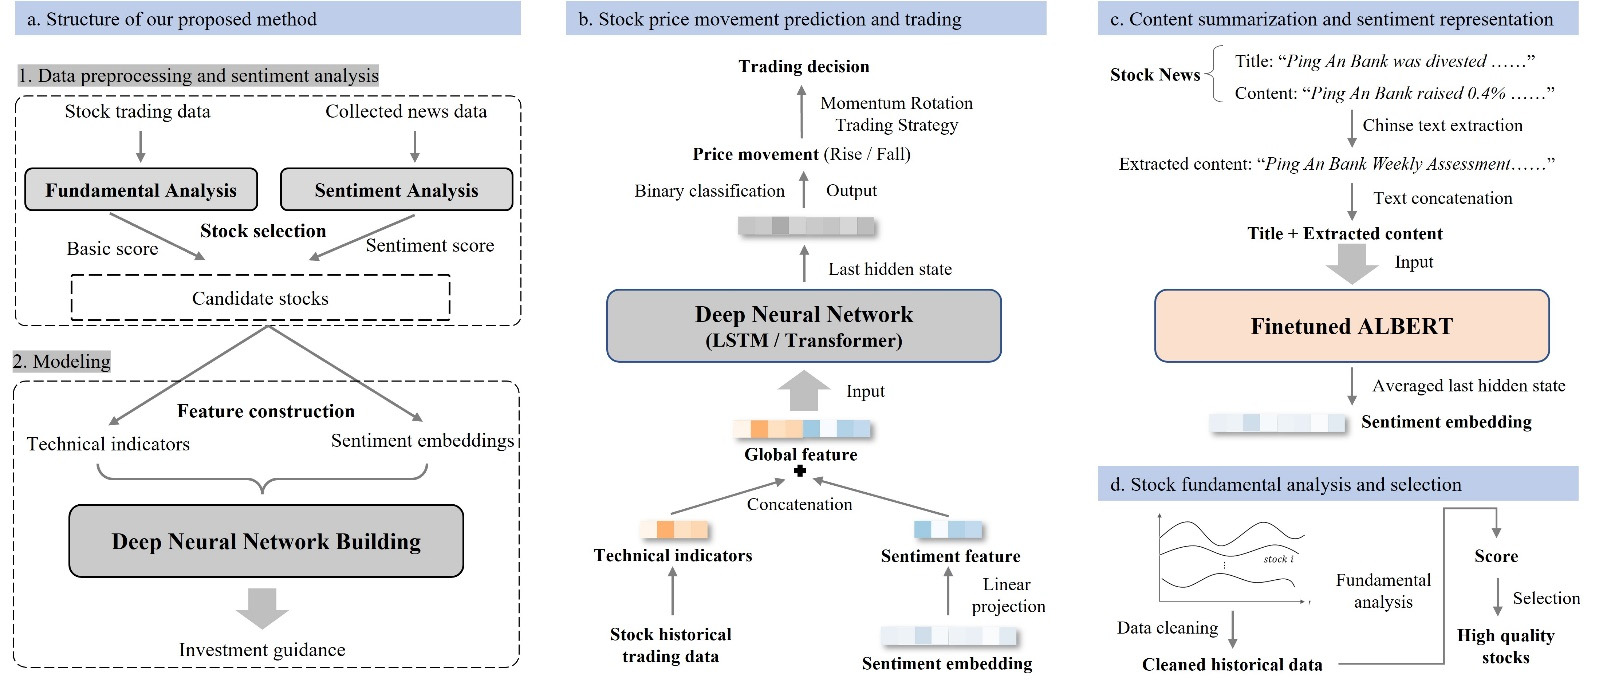 a. Structure of our proposed method
1. Data preprocessing and sentiment analysis
Stock trading data
Collected news data
Fundamental Analysis
Sentiment Analysis
Stock selection
Basic score
Sentiment score
Candidate stocks
2. Modeling
Feature construction
Technical indicators
Sentiment embeddings
Deep Neural Network Building
Investment guidance
b. Stock price movement prediction and trading
Trading decision
Momentum Rotation
Trading Strategy
Price movement (Rise / Fall)
Binary classification
Output
Last hidden state
Deep Neural Network
(LSTM / Transformer)
Input
Global feature
+
Concatenation
Technical indicators
Sentiment feature
Linear
projection
Stock historical
trading data
Sentiment embedding
c. Content summarization and sentiment representation
Stock News
Title: “Ping An Bank was divested ……”
Content: “Ping An Bank raised 0.4% ……”
Chinse text extraction
Extracted content: “Ping An Bank Weekly Assessment……”
Text concatenation
Title + Extracted content
Input
Finetuned ALBERT
Averaged last hidden state
Sentiment embedding
d. Stock fundamental analysis and selection
stock i
⋮
t
Data cleaning
Cleaned historical data
Fundamental
analysis
Score
Selection
High quality
stocks